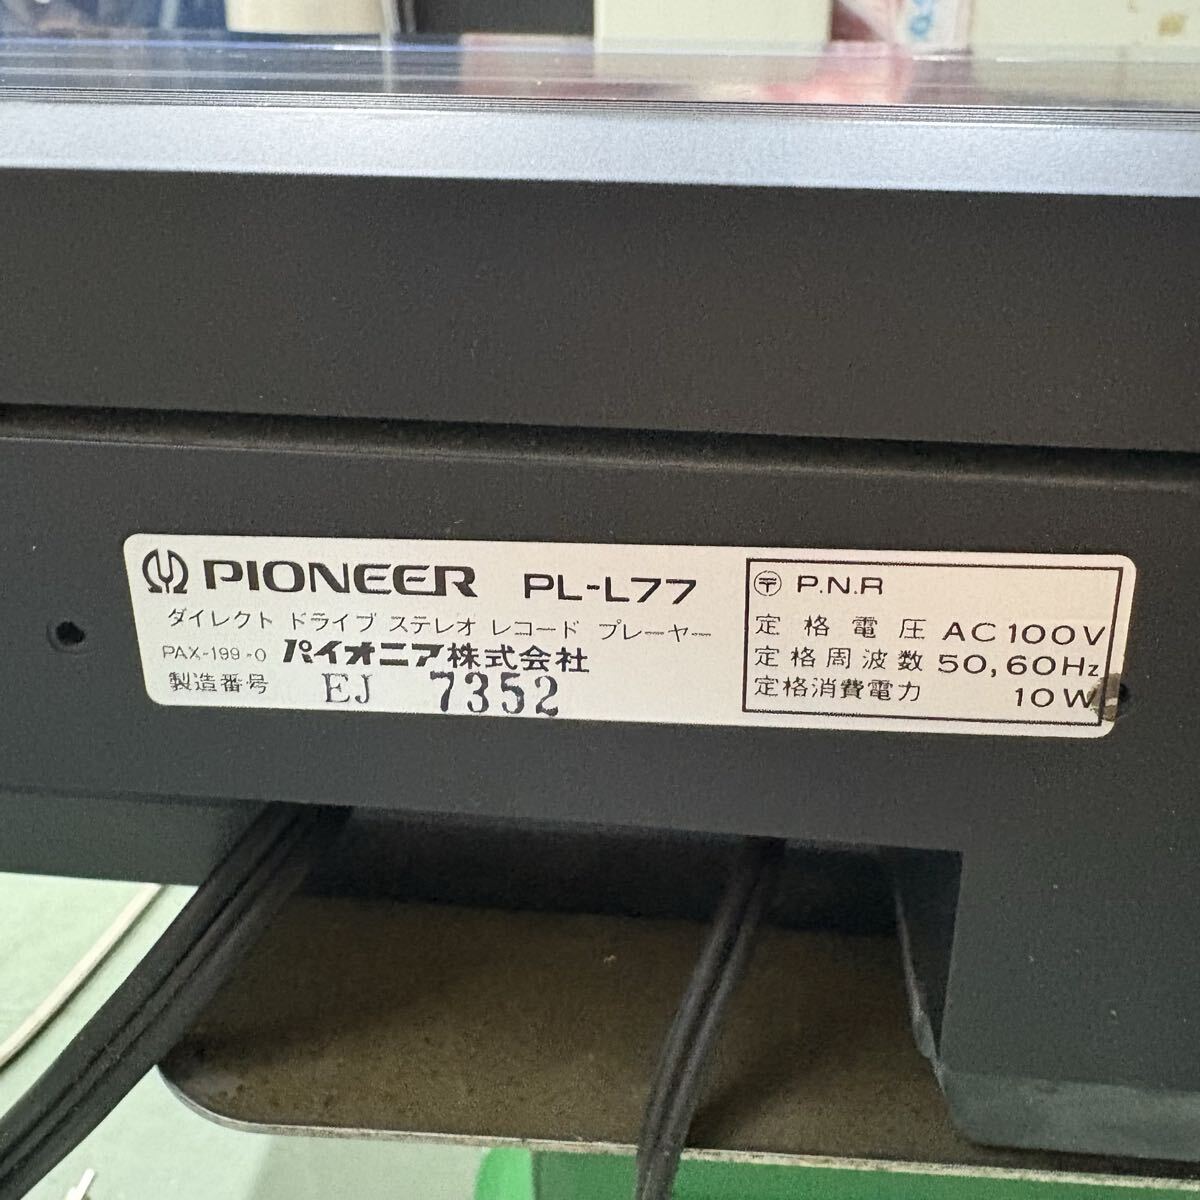 PIONEER PL-L77
ダイレクト ドライブ ステレオ レコード プレーヤー
PAX-199-0 パイオニア株式会社
製造番号 EJ 7352
〒 P.N.R
定格電圧 AC100V
定格周波数 50,60Hz
定格消費電力 10W